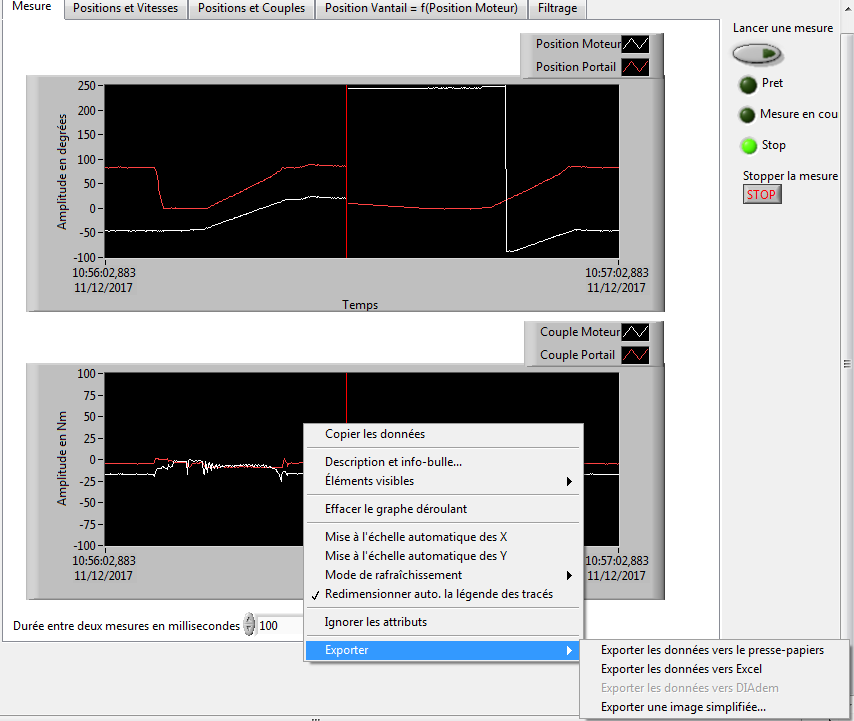 Mesure
Positions et Vitesses
Positions et Couples
Position Vantail = f(Position Moteur)
Filtrage
Lancer une mesure
Pret
Mesure en cou
Stop
Stopper la mesure
STOP
Position Moteur
Position Portail
Amplitude en degrées
250
200
150
100
50
0
-50
-100
10:56:02,883
11/12/2017
10:57:02,883
11/12/2017
Temps
Couple Moteur
Couple Portail
Amplitude en Nm
100
75
50
25
0
-25
-50
-75
-100
10:56:02,883
11/12/2017
0:57:02,883
11/12/2017
Durée entre deux mesures en millisecondes
100
Copier les données
Description et info-bulle...
Éléments visibles
Effacer le graphe déroulant
Mise à l'échelle automatique des X
Mise à l'échelle automatique des Y
Mode de rafraîchissement
Redimensionner auto. la légende des tracés
Ignorer les attributs
Exporter
Exporter les données vers le presse-papiers
Exporter les données vers Excel
Exporter les données vers DIAdem
Exporter une image simplifiée...